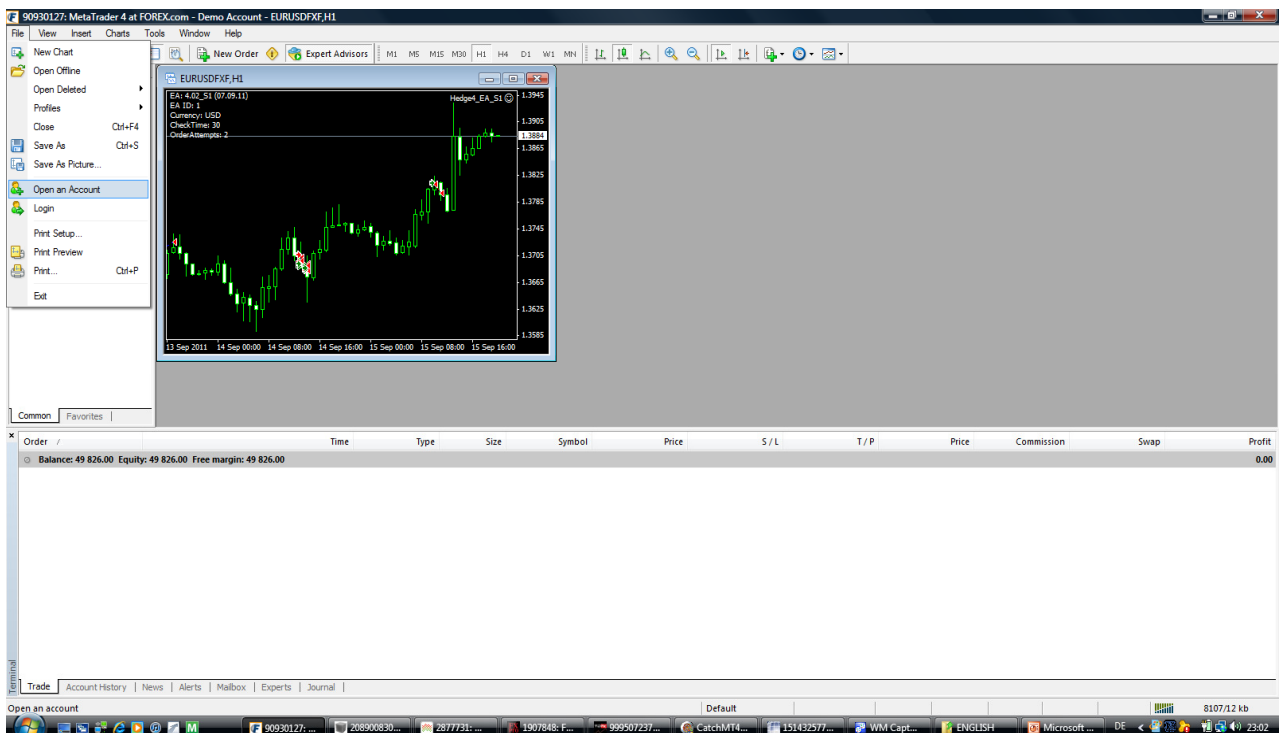 90930127: MetaTrader 4 at FOREX.com - Demo Account - EURUSDFXF,H1
File View Insert Charts Tools Window Help
New Order Expert Advisors M1 M5 M15 M30 H1 H4 D1 W1 MN
New Chart
Open Offline
Open Deleted
Profiles
Close Ctrl+F4
Save As Ctrl+S
Save As Picture...
Open an Account
Login
Print Setup...
Print Preview
Print... Ctrl+P
Exit
EURUSDFXF,H1
EA: 4.02_S1 (07.09.11)
Hedge4_EA_S1
EA ID: 1
Currency: USD
CheckTime: 30
OrderAttempts: 2
1.3945
1.3905
1.3884
1.3865
1.3825
1.3785
1.3745
1.3705
1.3665
1.3625
1.3585
13 Sep 2011 14 Sep 00:00 14 Sep 08:00 14 Sep 16:00 15 Sep 00:00 15 Sep 08:00 15 Sep 16:00
Common Favorites
Order / Time Type Size Symbol Price S / L T / P Price Commission Swap Profit
Balance: 49 826.00 Equity: 49 826.00 Free margin: 49 826.00 0.00
Terminal
Trade Account History News Alerts Mailbox Experts Journal
Open an account Default 8107/12 kb
90930127: ... 208900830... 2877731: ... 1907848: F... 999507237... CatchMT4... 151432577... WM Capt... ENGLISH Microsoft ... DE 23:02